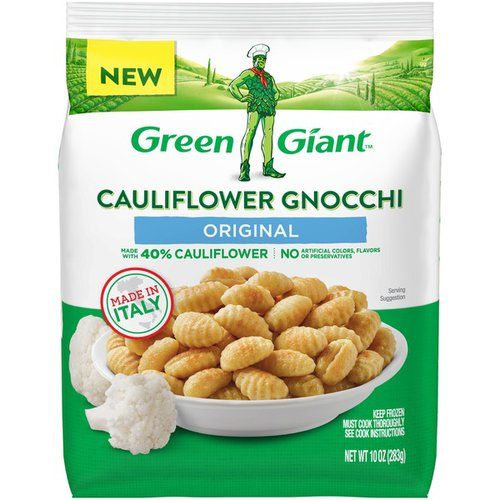 NEW
Green Giant™
CAULIFLOWER GNOCCHI
ORIGINAL
MADE WITH 40% CAULIFLOWER
NO ARTIFICIAL COLORS, FLAVORS
OR PRESERVATIVES
MADE IN
ITALY
Serving
Suggestion
KEEP FROZEN
MUST COOK THOROUGHLY
SEE COOK INSTRUCTIONS
NET WT 10 OZ (283g)